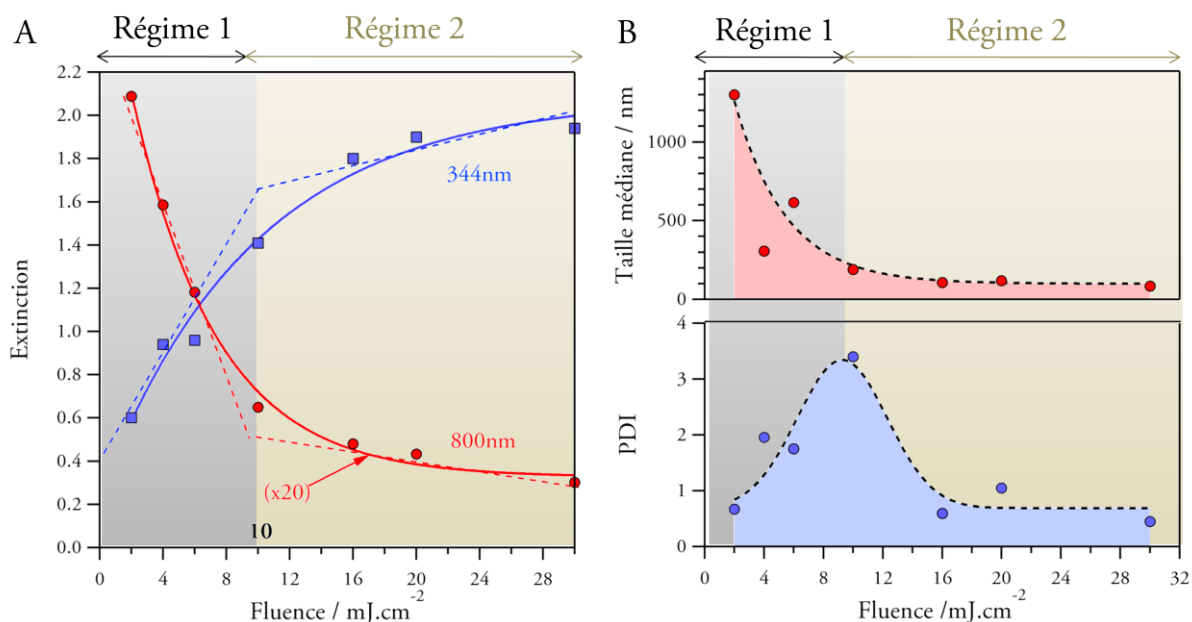 A
Régime 1
Régime 2
2.2
2.0
1.8
1.6
1.4
1.2
1.0
0.8
0.6
0.4
0.2
0.0
Extinction
344nm
800nm
(x20)
10
0 4 8 12 16 20 24 28
Fluence / mJ.cm-2
B
Régime 1
Régime 2
1000
500
0
Taille médiane / nm
4
3
2
1
0
PDI
0 4 8 12 16 20 24 28 32
Fluence /mJ.cm-2